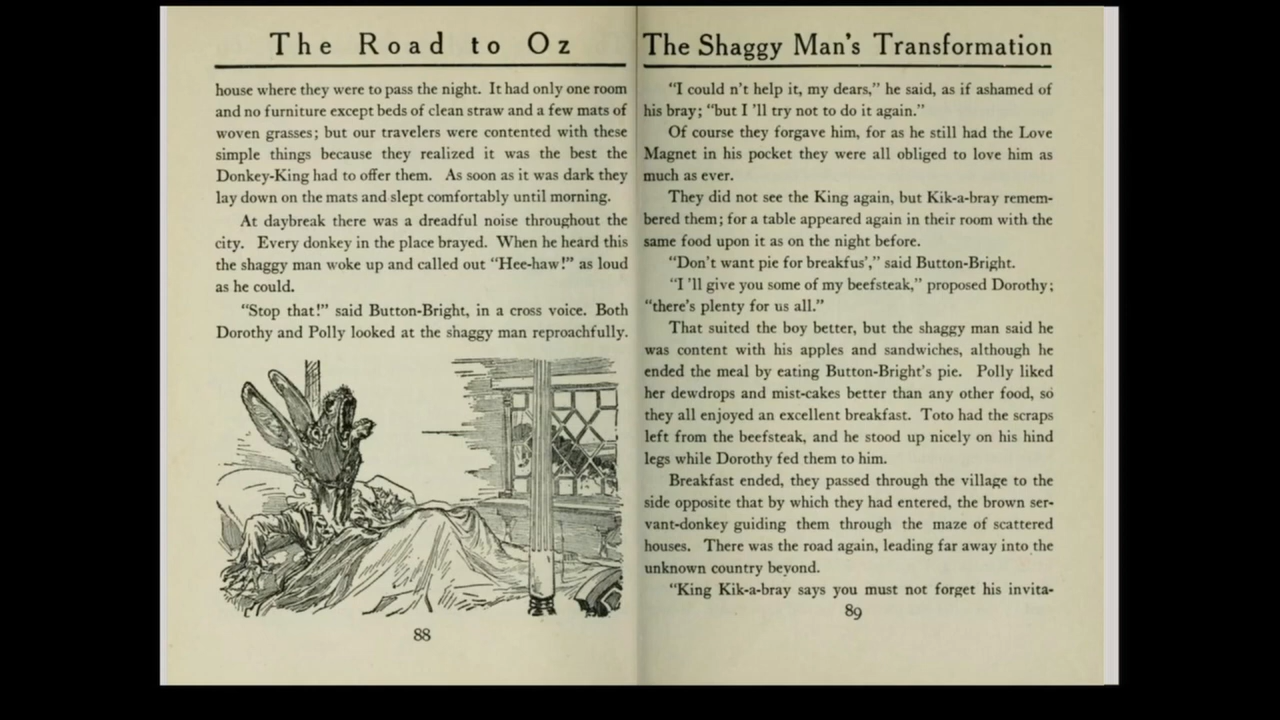 The Road to Oz
house where they were to pass the night. It had only one room
and no furniture except beds of clean straw and a few mats of
woven grasses; but our travelers were contented with these
simple things because they realized it was the best the
Donkey-King had to offer them. As soon as it was dark they
lay down on the mats and slept comfortably until morning.
At daybreak there was a dreadful noise throughout the
city. Every donkey in the place brayed. When he heard this
the shaggy man woke up and called out "Hee-haw!" as loud
as he could.
"Stop that!" said Button-Bright, in a cross voice. Both
Dorothy and Polly looked at the shaggy man reproachfully.
88
The Shaggy Man's Transformation
"I could n't help it, my dears," he said, as if ashamed of
his bray; "but I 'll try not to do it again."
Of course they forgave him, for as he still had the Love
Magnet in his pocket they were all obliged to love him as
much as ever.
They did not see the King again, but Kik-a-bray remem-
bered them; for a table appeared again in their room with the
same food upon it as on the night before.
"Don't want pie for breakfus'," said Button-Bright.
"I 'll give you some of my beefsteak," proposed Dorothy;
"there's plenty for us all."
That suited the boy better, but the shaggy man said he
was content with his apples and sandwiches, although he
ended the meal by eating Button-Bright's pie. Polly liked
her dewdrops and mist-cakes better than any other food, so
they all enjoyed an excellent breakfast. Toto had the scraps
left from the beefsteak, and he stood up nicely on his hind
legs while Dorothy fed them to him.
Breakfast ended, they passed through the village to the
side opposite that by which they had entered, the brown ser-
vant-donkey guiding them through the maze of scattered
houses. There was the road again, leading far away into the
unknown country beyond.
"King Kik-a-bray says you must not forget his invita-
89